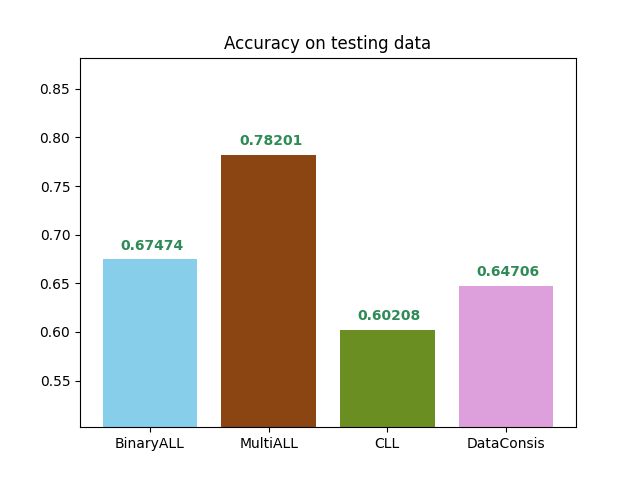 Accuracy on testing data
0.85
0.80
0.75
0.70
0.65
0.60
0.55
0.67474
0.78201
0.60208
0.64706
BinaryALL
MultiALL
CLL
DataConsis